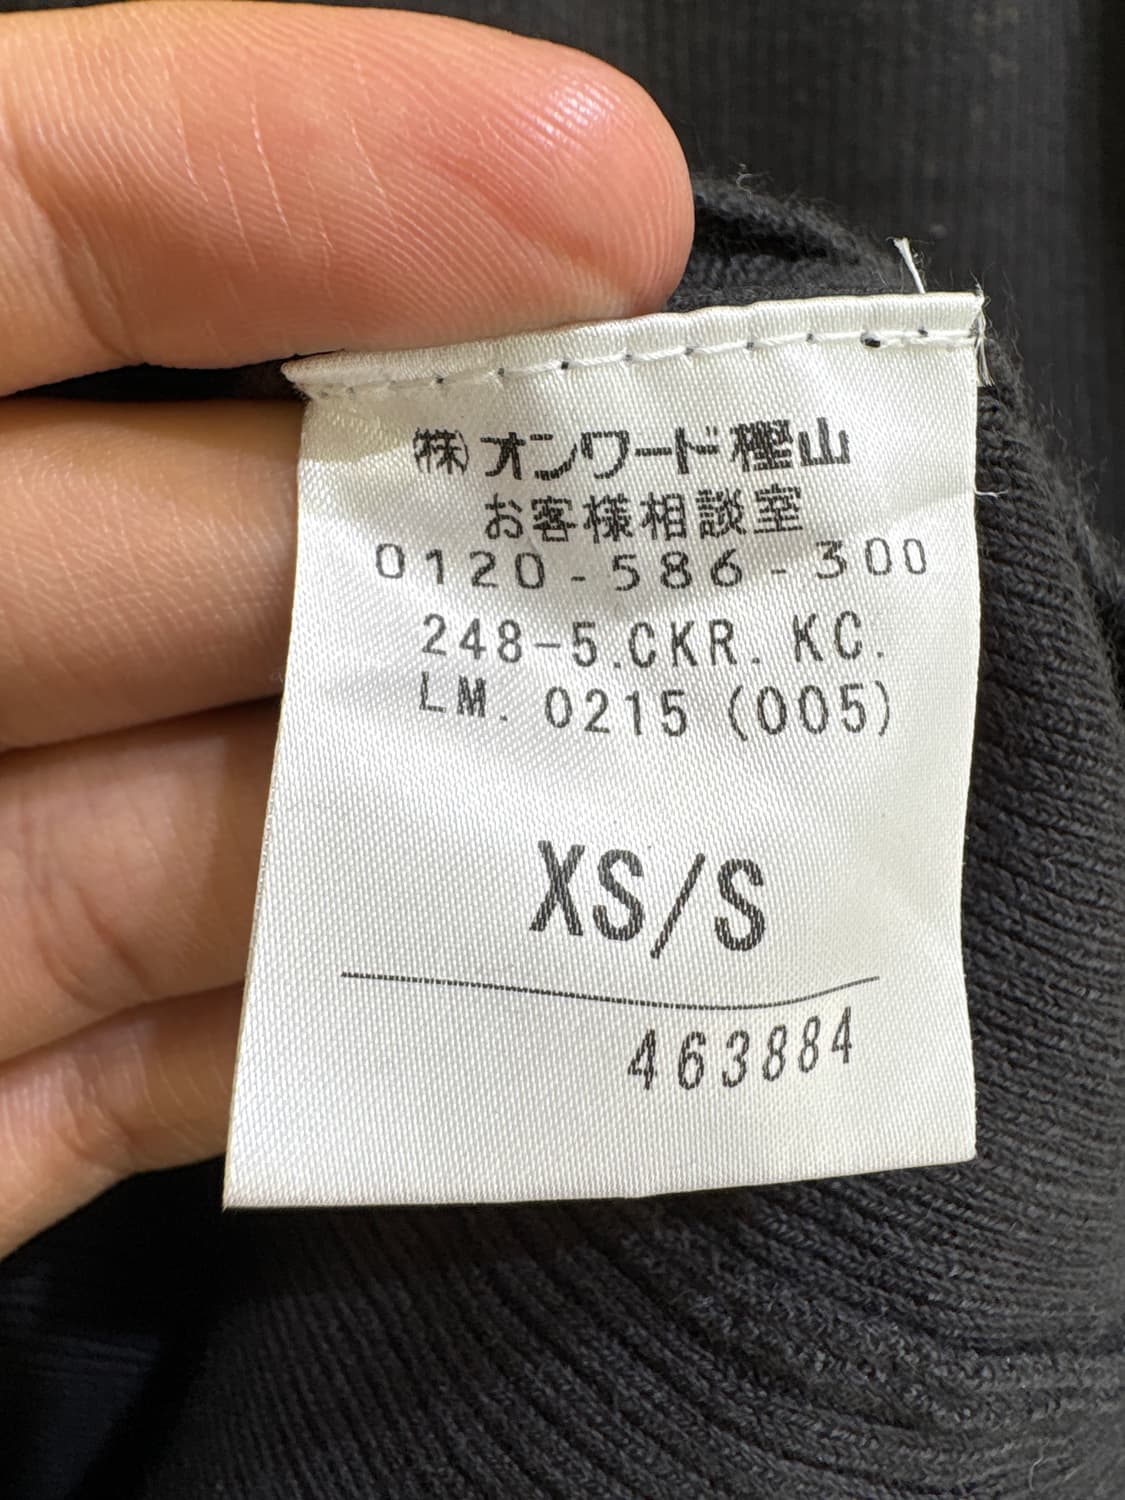 ㈱オンワード樫山
お客様相談室
0120-586-300
248-5.CKR. KC.
LM. 0215 (005)
XS/S
463884